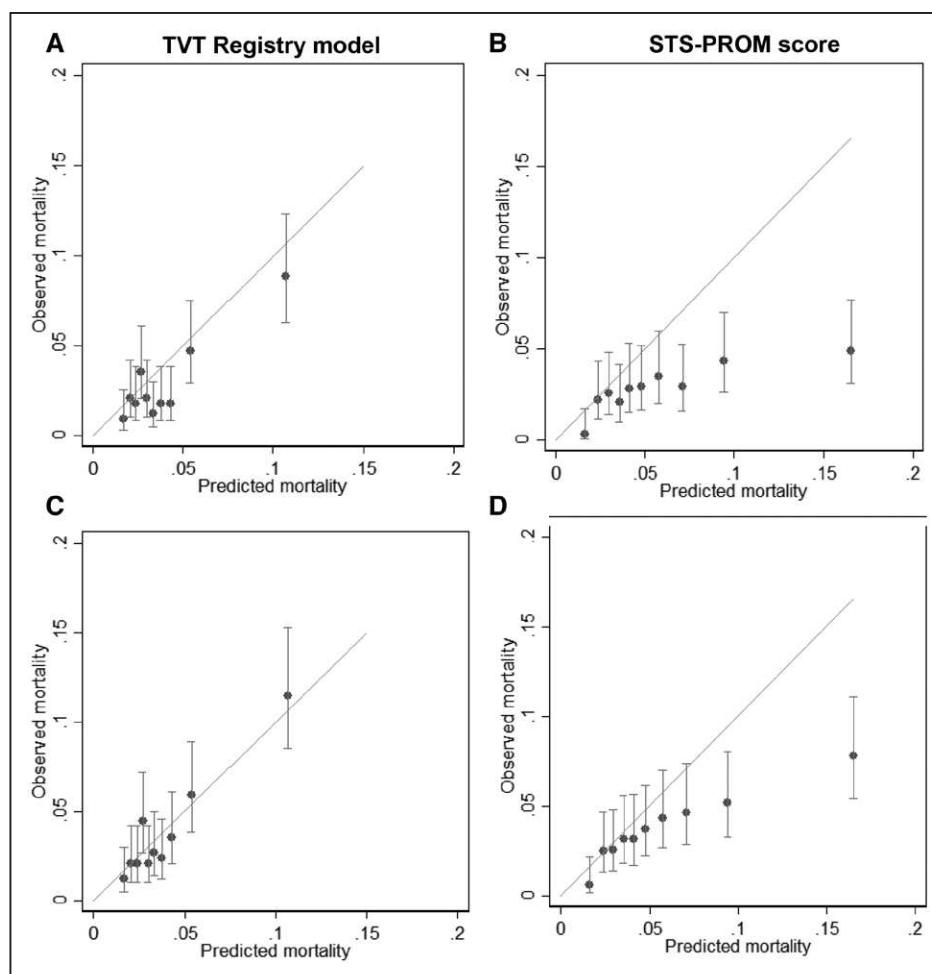 A
TVT Registry model
B
STS-PROM score
Observed mortality
.2
.15
.1
.05
0
0
.05
.1
.15
.2
Predicted mortality
Observed mortality
.2
.15
.1
.05
0
0
.05
.1
.15
.2
Predicted mortality
C
D
Observed mortality
.2
.15
.1
.05
0
0
.05
.1
.15
.2
Predicted mortality
Observed mortality
.2
.15
.1
.05
0
0
.05
.1
.15
.2
Predicted mortality